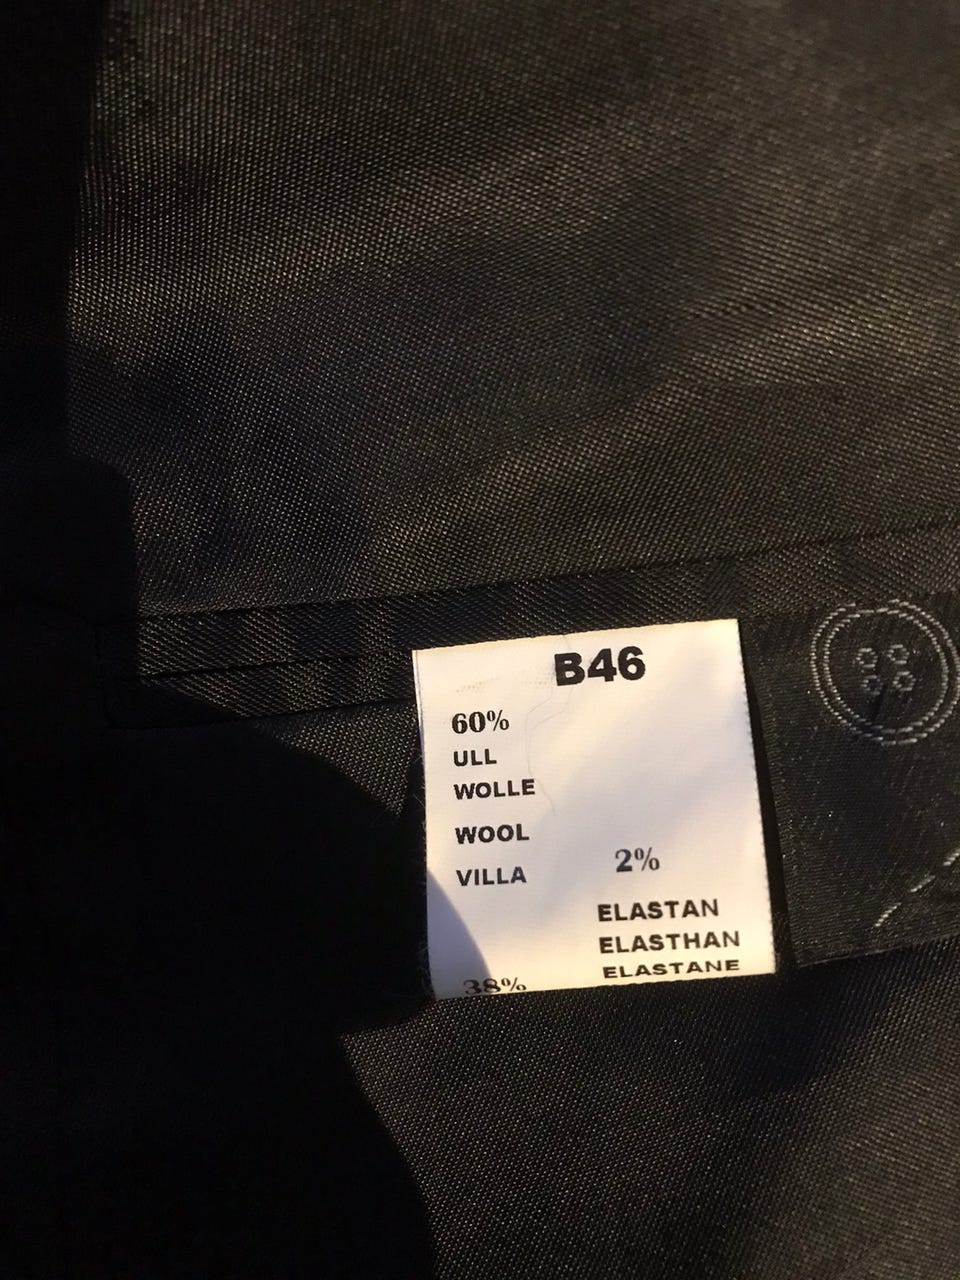 B46
60%
ULL
WOLLE
WOOL
VILLA
38%
2%
ELASTAN
ELASTHAN
ELASTANE